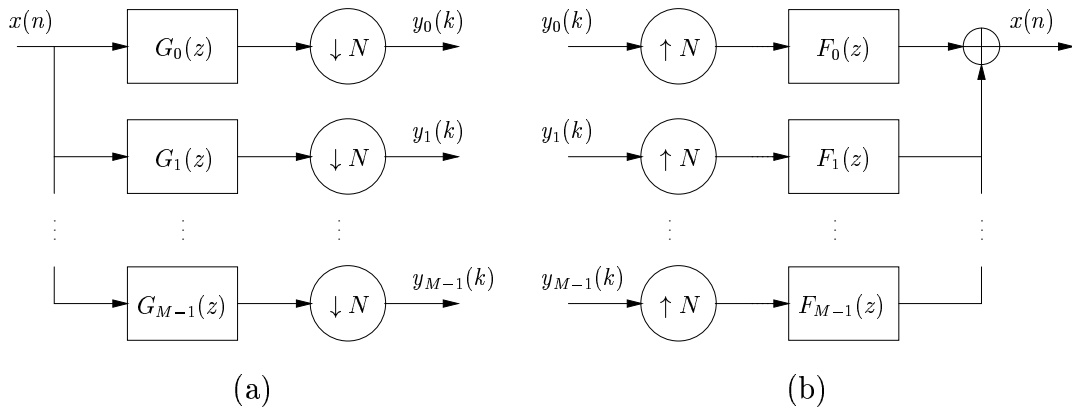 x(n) G_0(z) ↓ N y_0(k) y_0(k) ↑ N F_0(z) x(n)
G_1(z) ↓ N y_1(k) y_1(k) ↑ N F_1(z)
G_{M-1}(z) ↓ N y_{M-1}(k) y_{M-1}(k) ↑ N F_{M-1}(z)
(a) (b)